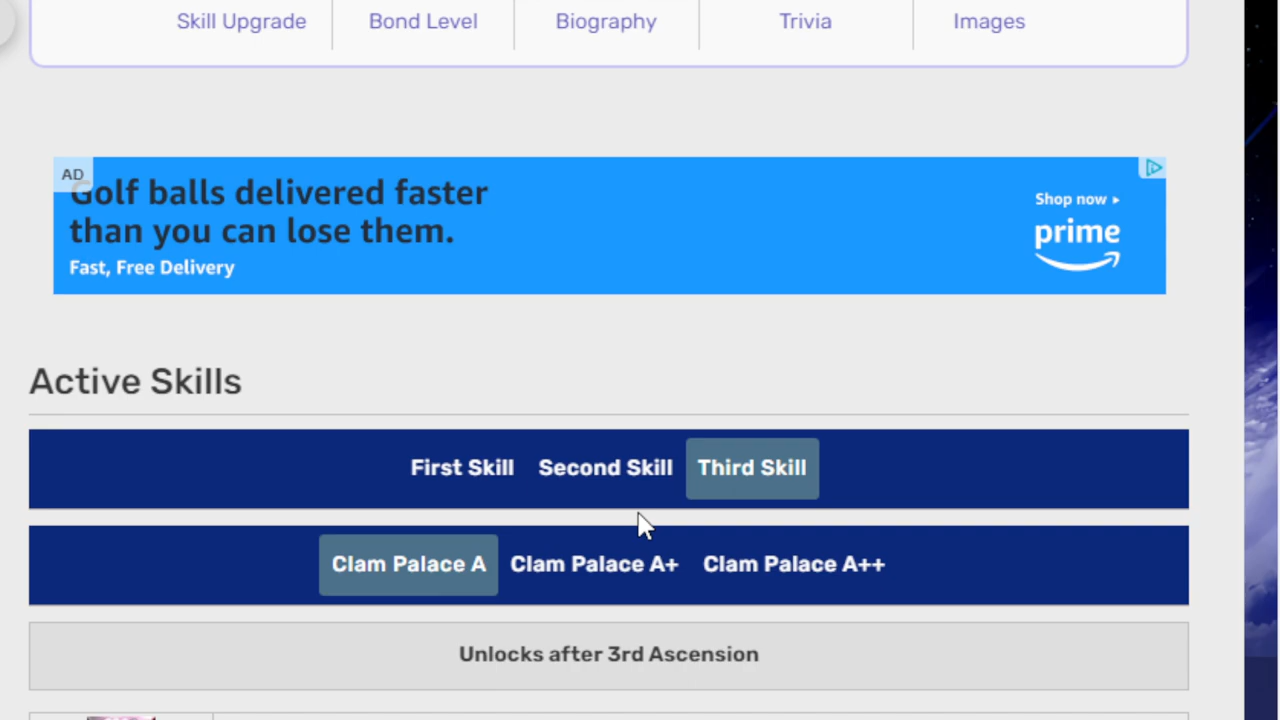 Skill Upgrade Bond Level Biography Trivia Images
AD
Golf balls delivered faster
than you can lose them.
Fast, Free Delivery
Shop now
prime
Active Skills
First Skill Second Skill Third Skill
Clam Palace A Clam Palace A+ Clam Palace A++
Unlocks after 3rd Ascension